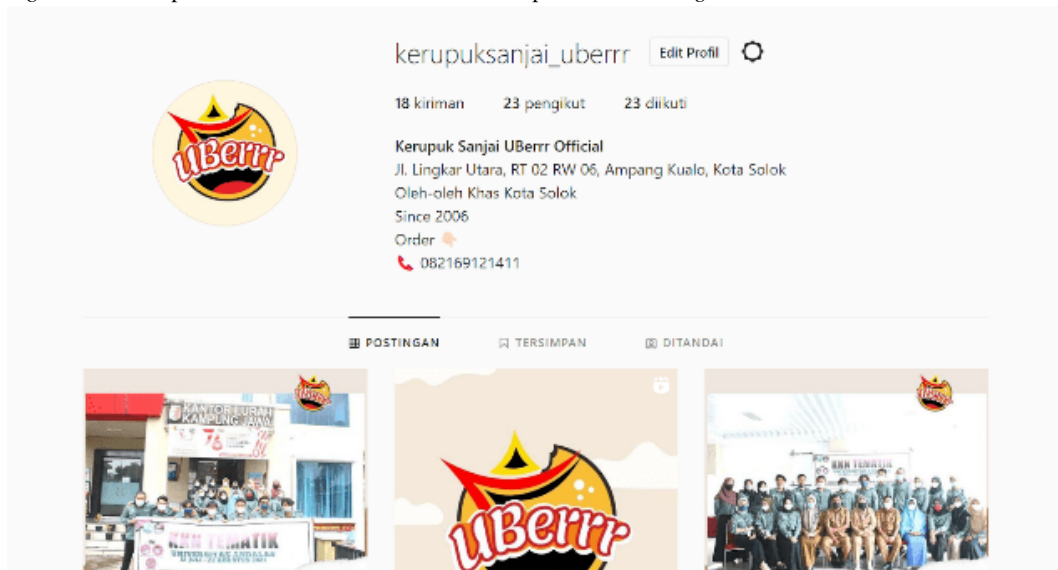 kerupuksanjai_uberrr Edit Profil
18 kiriman 23 pengikut 23 diikuti
Kerupuk Sanjai UBerrr Official
Jl. Lingkar Utara, RT 02 RW 06, Ampang Kualo, Kota Solok
Oleh-oleh Khas Kota Solok
Since 2006
Order
082169121411
UBerrr
POSTINGAN TERSIMPAN DITANDAI
KANTOR LURAH
KAMPUNG JAWA
KKN TEMATIK
UNIVERSITAS ANDALAS
UBerrr
UBerrr
KKN TEMATIK
UBerrr